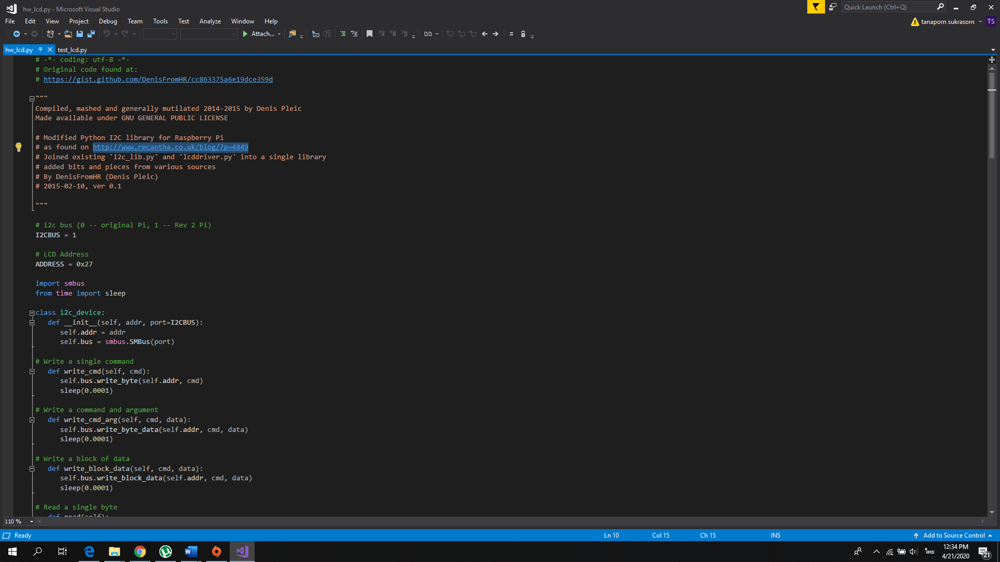 hw_lcd.py - Microsoft Visual Studio
Quick Launch (Ctrl+Q)
File Edit View Project Debug Team Tools Test Analyze Window Help
tanaporn sukrasorn TS
Attach...
hw_lcd.py test_lcd.py
# -*- coding: utf-8 -*-
# Original code found at:
# https://gist.github.com/DenisFromHR/cc863375a6e19dce359d
"""
Compiled, mashed and generally mutilated 2014-2015 by Denis Pleic
Made available under GNU GENERAL PUBLIC LICENSE
# Modified Python I2C library for Raspberry Pi
# as found on http://www.recantha.co.uk/blog/?p=4849
# Joined existing 'i2c_lib.py' and 'lcddriver.py' into a single library
# added bits and pieces from various sources
# By DenisFromHR (Denis Pleic)
# 2015-02-10, ver 0.1
"""
# i2c bus (0 -- original Pi, 1 -- Rev 2 Pi)
I2CBUS = 1
# LCD Address
ADDRESS = 0x27
import smbus
from time import sleep
class i2c_device:
def __init__(self, addr, port=I2CBUS):
self.addr = addr
self.bus = smbus.SMBus(port)
# Write a single command
def write_cmd(self, cmd):
self.bus.write_byte(self.addr, cmd)
sleep(0.0001)
# Write a command and argument
def write_cmd_arg(self, cmd, data):
self.bus.write_byte_data(self.addr, cmd, data)
sleep(0.0001)
# Write a block of data
def write_block_data(self, cmd, data):
self.bus.write_block_data(self.addr, cmd, data)
sleep(0.0001)
# Read a single byte
def read(self):
110 %
Ready
Ln 10 Col 15 Ch 15 INS
Add to Source Control
ไทย
12:34 PM
4/21/2020
21